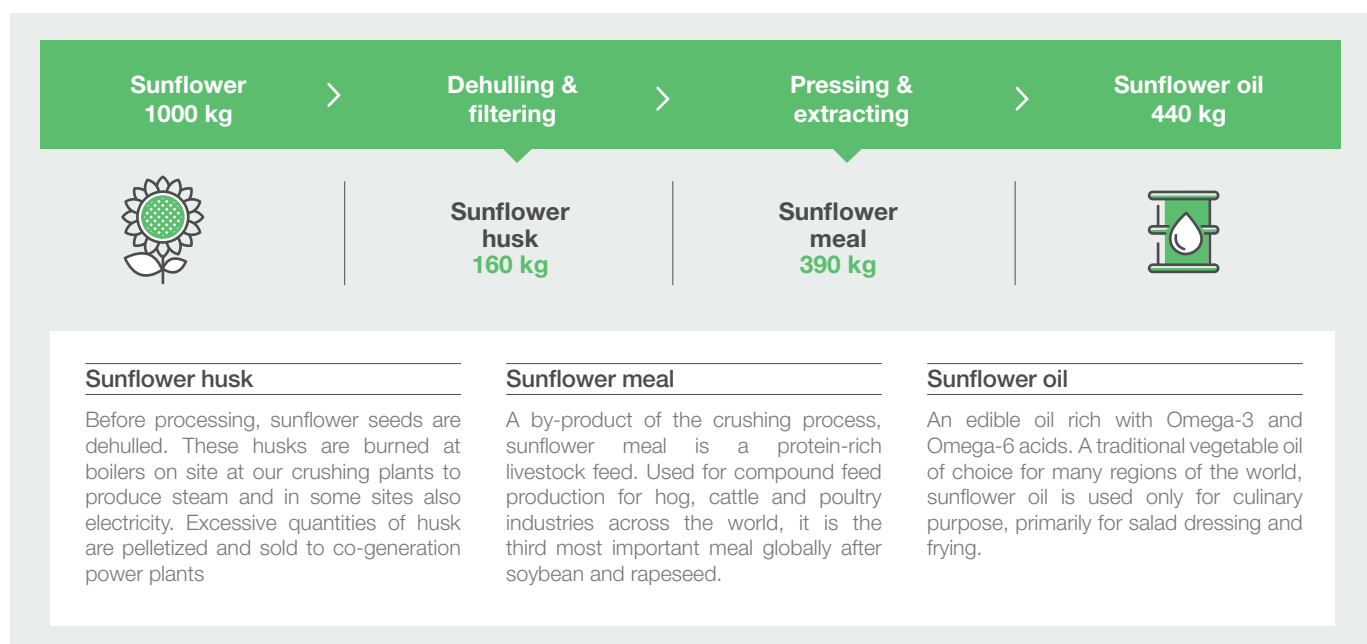 Sunflower
1000 kg
Dehulling &
filtering
Pressing &
extracting
Sunflower oil
440 kg
Sunflower
husk
160 kg
Sunflower
meal
390 kg
Sunflower husk
Before processing, sunflower seeds are
dehulled. These husks are burned at
boilers on site at our crushing plants to
produce steam and in some sites also
electricity. Excessive quantities of husk
are pelletized and sold to co-generation
power plants
Sunflower meal
A by-product of the crushing process,
sunflower meal is a protein-rich
livestock feed. Used for compound feed
production for hog, cattle and poultry
industries across the world, it is the
third most important meal globally after
soybean and rapeseed.
Sunflower oil
An edible oil rich with Omega-3 and
Omega-6 acids. A traditional vegetable oil
of choice for many regions of the world,
sunflower oil is used only for culinary
purpose, primarily for salad dressing and
frying.